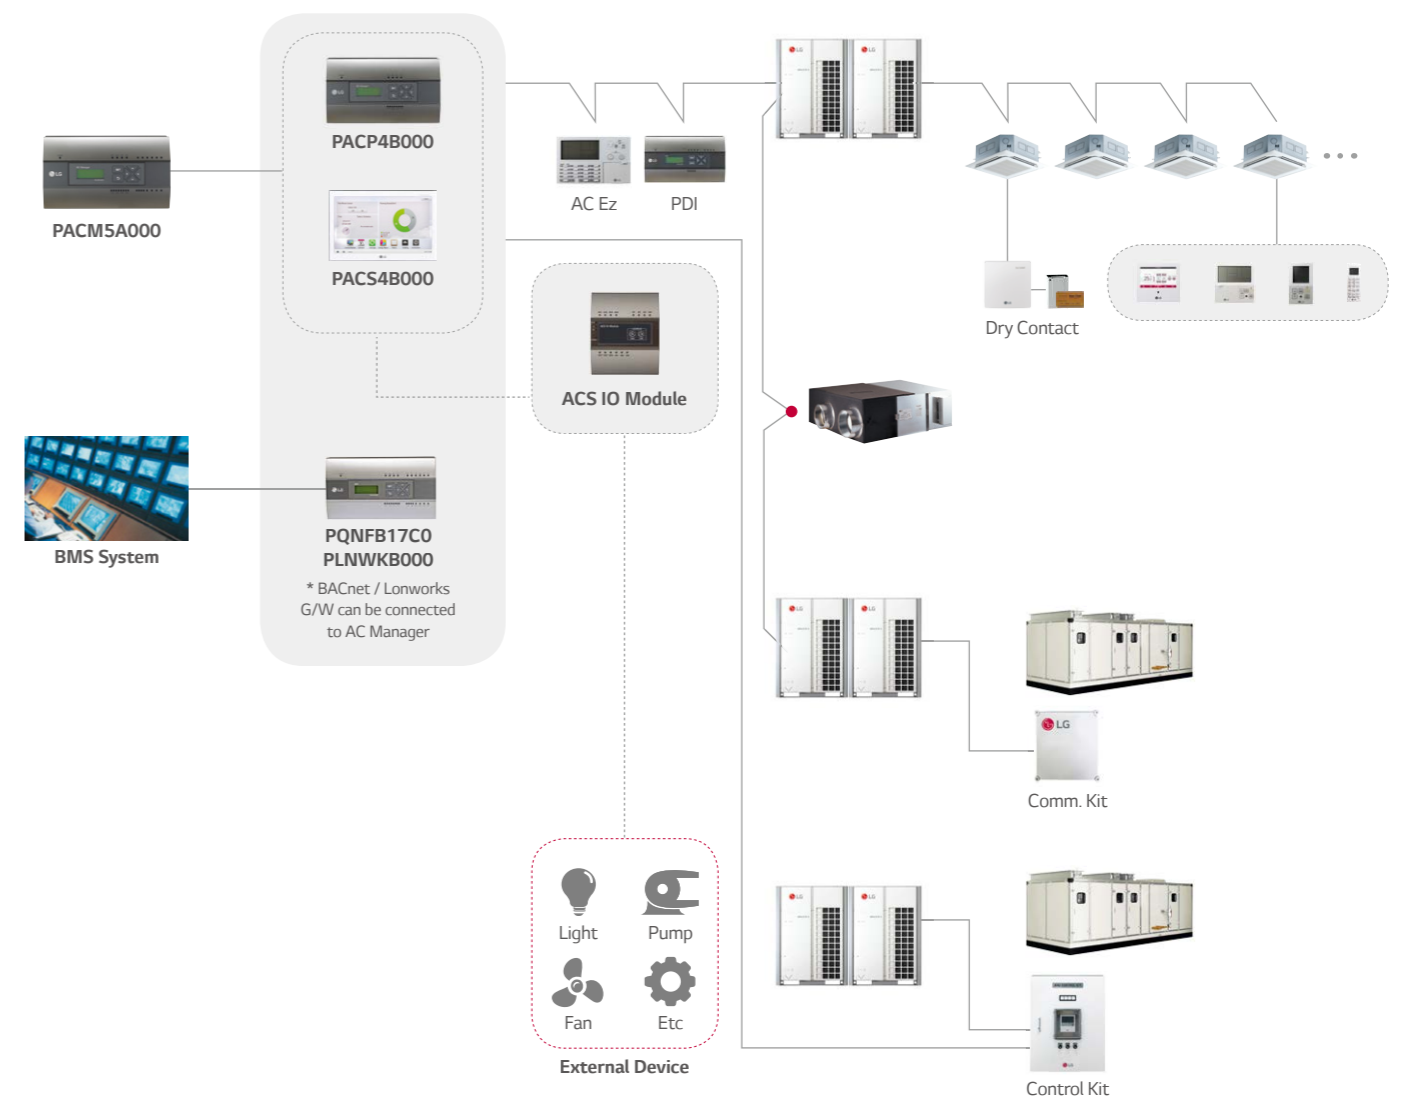 PACM5A000
PACP4B000
PACS4B000
AC Ez
PDI
ACS IO Module
Dry Contact
BMS System
PQNFB17C0
PLNWKB000
* BACnet / Lonworks
G/W can be connected
to AC Manager
LG
Comm. Kit
Light
Pump
Fan
Etc
External Device
Control Kit